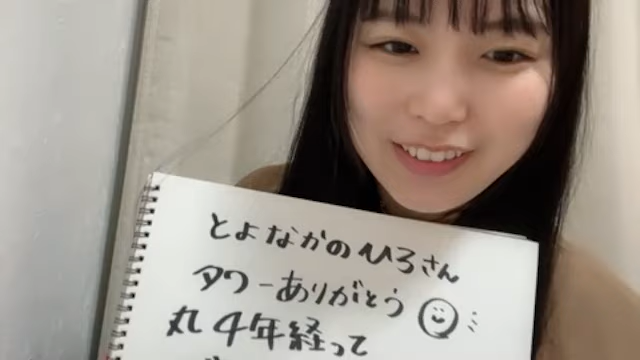 とよなかのひろさん
タワーありがとう
丸4年経って